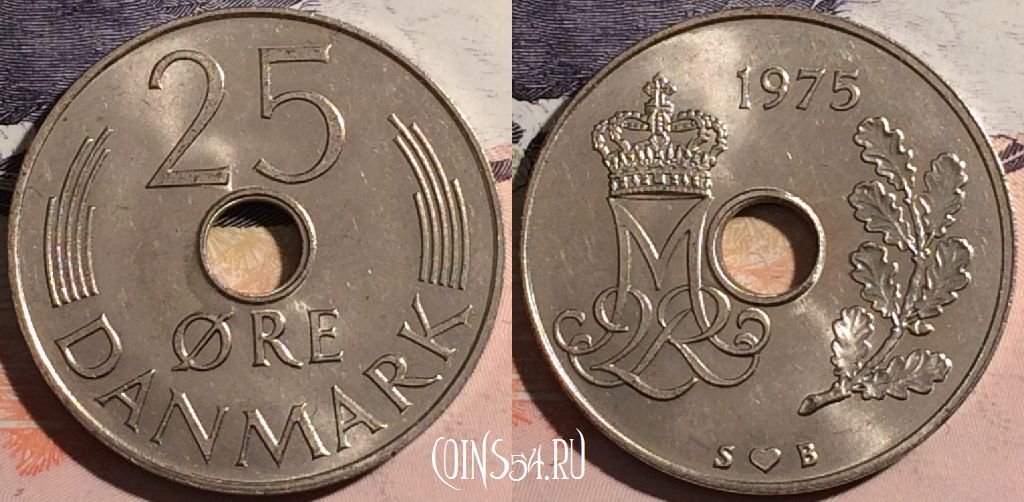 25
ØRE
DANMARK
1975
M
R
S ♡ B
COINS54.RU